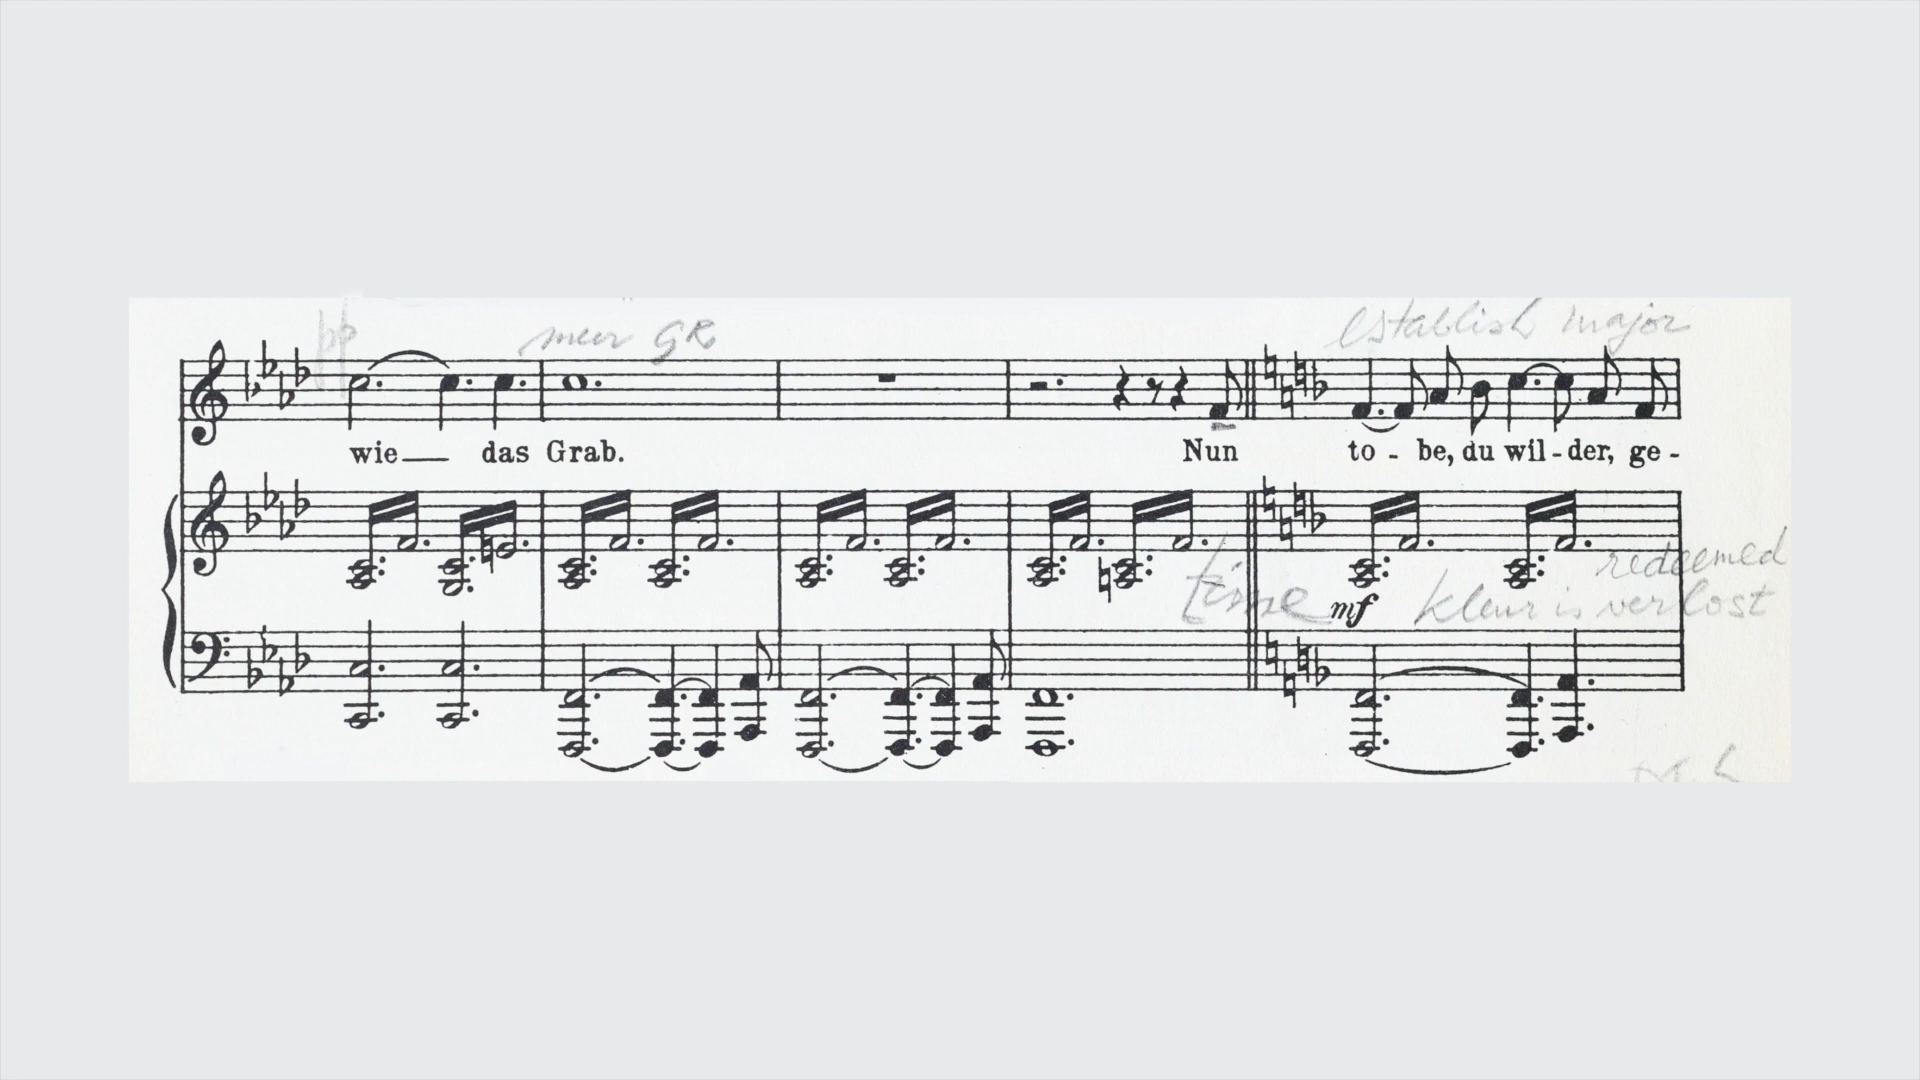 pp meer GR establish major
wie das Grab. Nun to - be, du wil - der, ge -
redeemed
time mf kleur is verlost